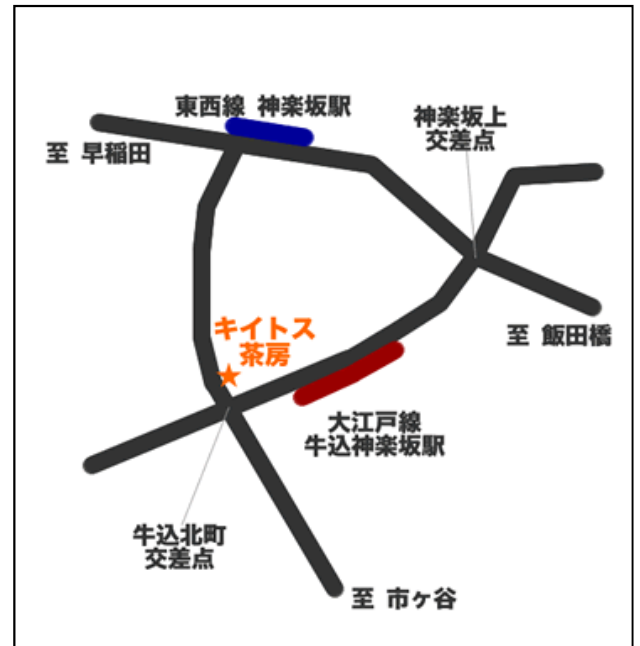 東西線 神楽坂駅
神楽坂上
交差点
至 早稲田
キイトス
茶房
至 飯田橋
大江戸線
牛込神楽坂駅
牛込北町
交差点
至 市ヶ谷